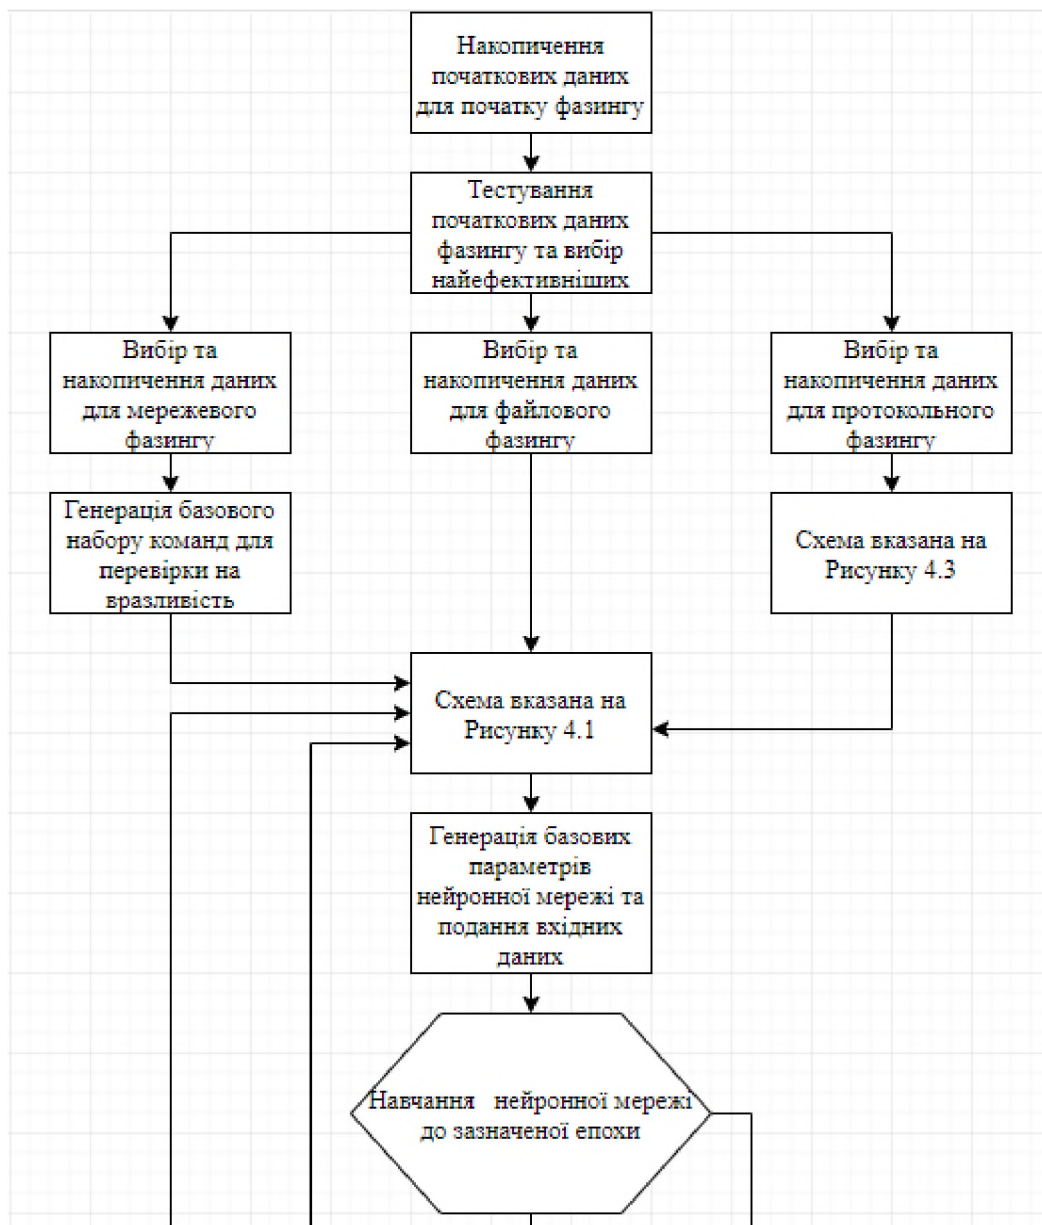 Накопичення
початкових даних
для початку фазингу
Тестування
початкових даних
фазингу та вибір
найефективніших
Вибір та
накопичення даних
для мережевого
фазингу
Вибір та
накопичення даних
для файлового
фазингу
Вибір та
накопичення даних
для протокольного
фазингу
Генерація базового
набору команд для
перевірки на
вразливість
Схема вказана на
Рисунку 4.3
Схема вказана на
Рисунку 4.1
Генерація базових
параметрів
нейронної мережі та
подання вхідних
даних
Навчання нейронної мережі
до зазначеної епохи